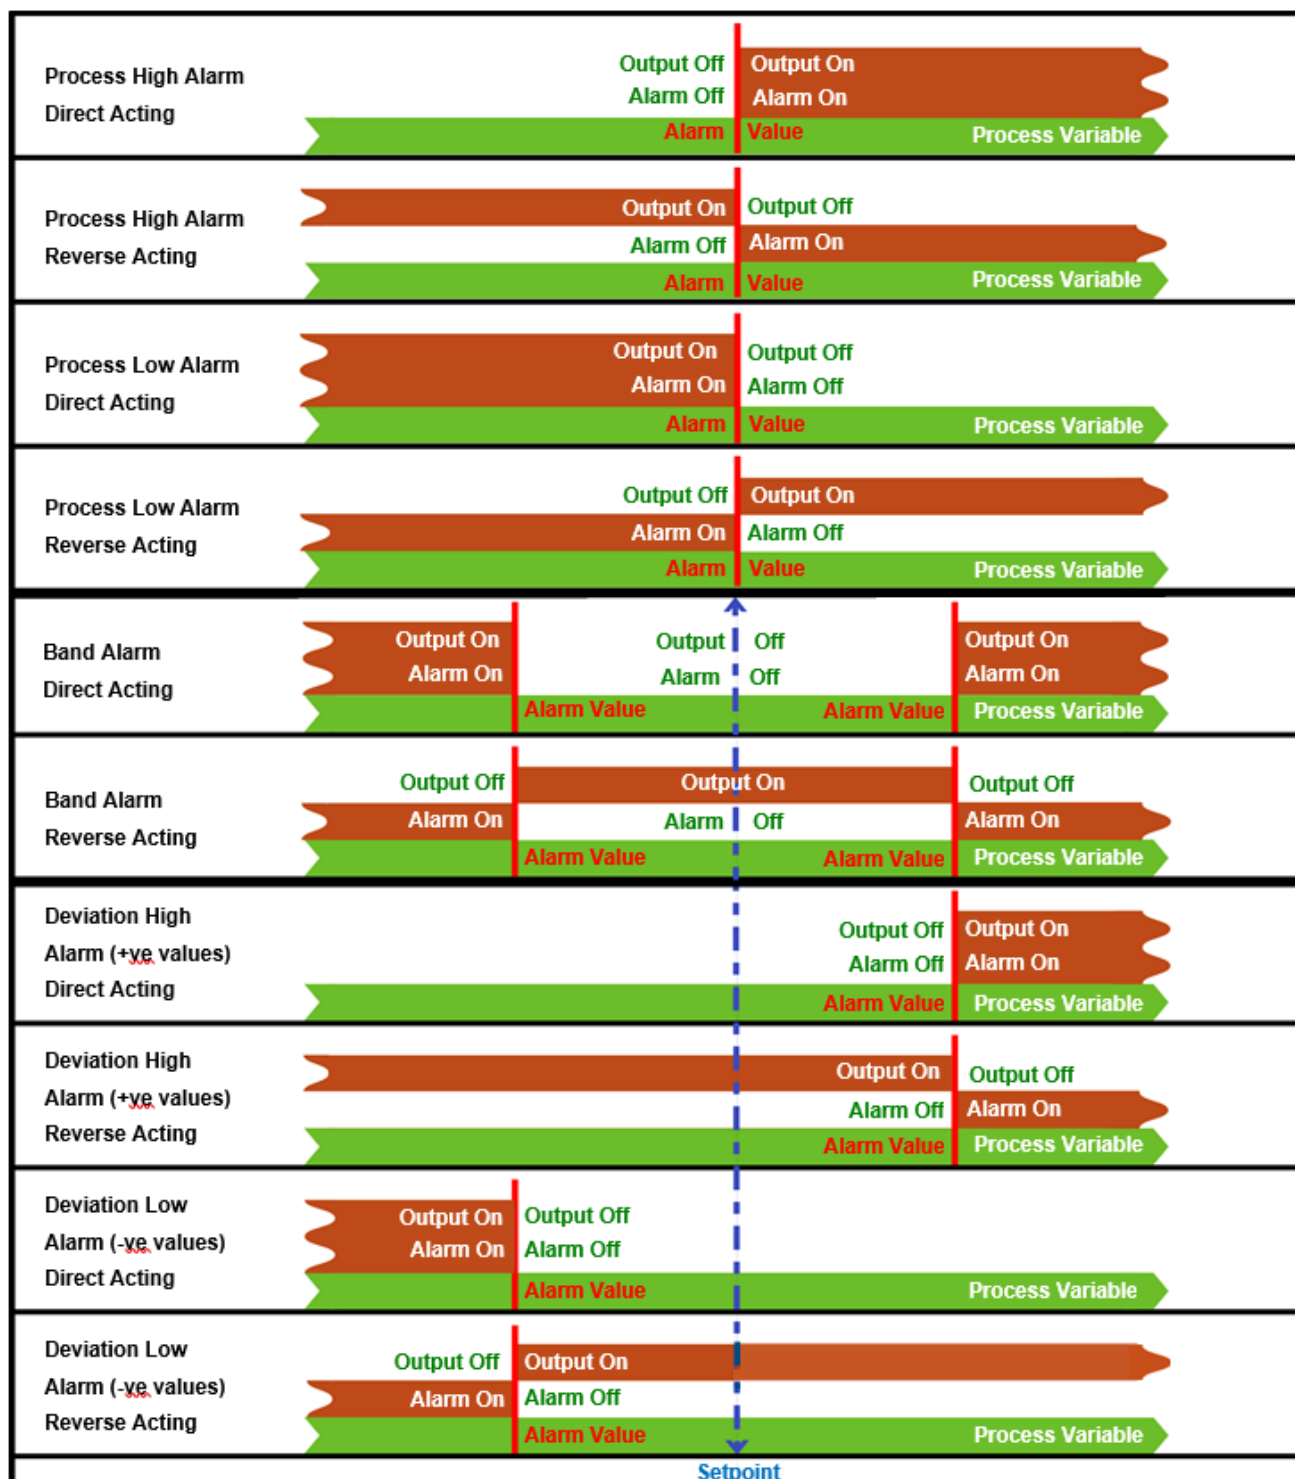 Process High Alarm
Direct Acting
Output Off Output On
Alarm Off Alarm On
Alarm Value Process Variable
Process High Alarm
Reverse Acting
Output On Output Off
Alarm Off Alarm On
Alarm Value Process Variable
Process Low Alarm
Direct Acting
Output On Output Off
Alarm On Alarm Off
Alarm Value Process Variable
Process Low Alarm
Reverse Acting
Output Off Output On
Alarm On Alarm Off
Alarm Value Process Variable
Band Alarm
Direct Acting
Output On Output Off Output On
Alarm On Alarm Off Alarm On
Alarm Value Alarm Value Process Variable
Band Alarm
Reverse Acting
Output Off Output On Output Off
Alarm On Alarm Off Alarm On
Alarm Value Alarm Value Process Variable
Deviation High
Alarm (+ve values)
Direct Acting
Output Off Output On
Alarm Off Alarm On
Alarm Value Process Variable
Deviation High
Alarm (+ve values)
Reverse Acting
Output On Output Off
Alarm Off Alarm On
Alarm Value Process Variable
Deviation Low
Alarm (-ve values)
Direct Acting
Output On Output Off
Alarm On Alarm Off
Alarm Value Process Variable
Deviation Low
Alarm (-ve values)
Reverse Acting
Output Off Output On
Alarm On Alarm Off
Alarm Value Process Variable
Setpoint